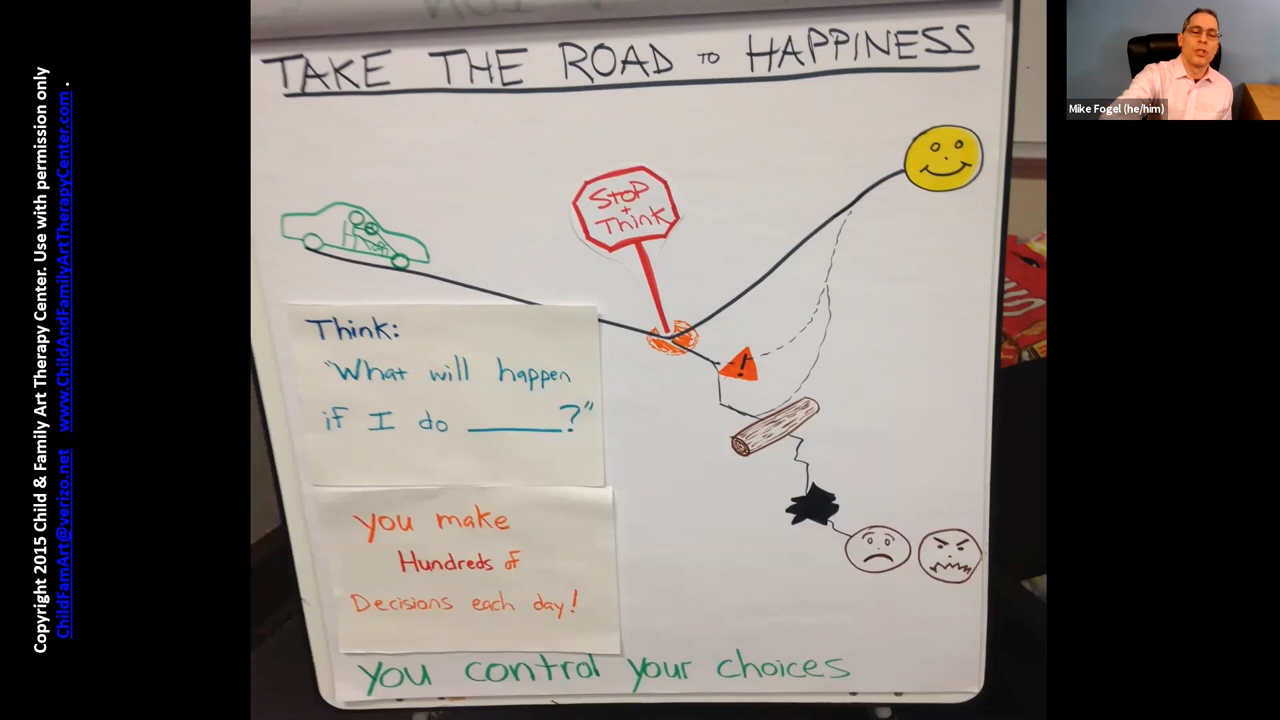 Copyright 2015 Child & Family Art Therapy Center. Use with permission only
ChildFamArt@verizo.net www.ChildAndFamilyArtTherapyCenter.com .
TAKE THE ROAD TO HAPPINESS
STOP
+
Think
Think:
"What will happen
if I do ______?"
!
you make
Hundreds of
Decisions each day!
you control your choices
Mike Fogel (he/him)